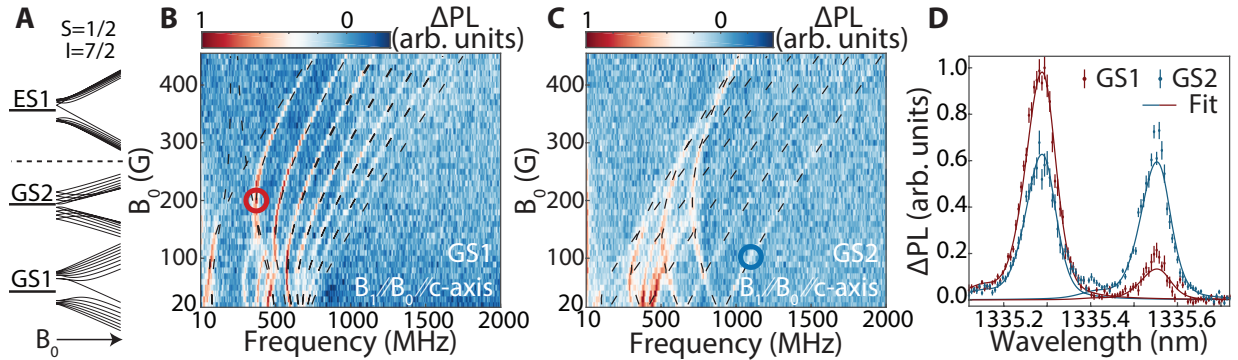 A
S=1/2
I=7/2
ES1
GS2
GS1
B0
B
1 0 ΔPL
(arb. units)
B0 (G)
400
300
200
100
20
GS1
B1//B0//c-axis
10 500 1000 2000
Frequency (MHz)
C
1 0 ΔPL
(arb. units)
B0 (G)
400
300
200
100
20
GS2
B1//B0//c-axis
10 500 1000 2000
Frequency (MHz)
D
ΔPL (arb. units)
1.0
0.8
0.6
0.4
0.2
0.0
GS1 GS2
Fit
1335.2 1335.4 1335.6
Wavelength (nm)